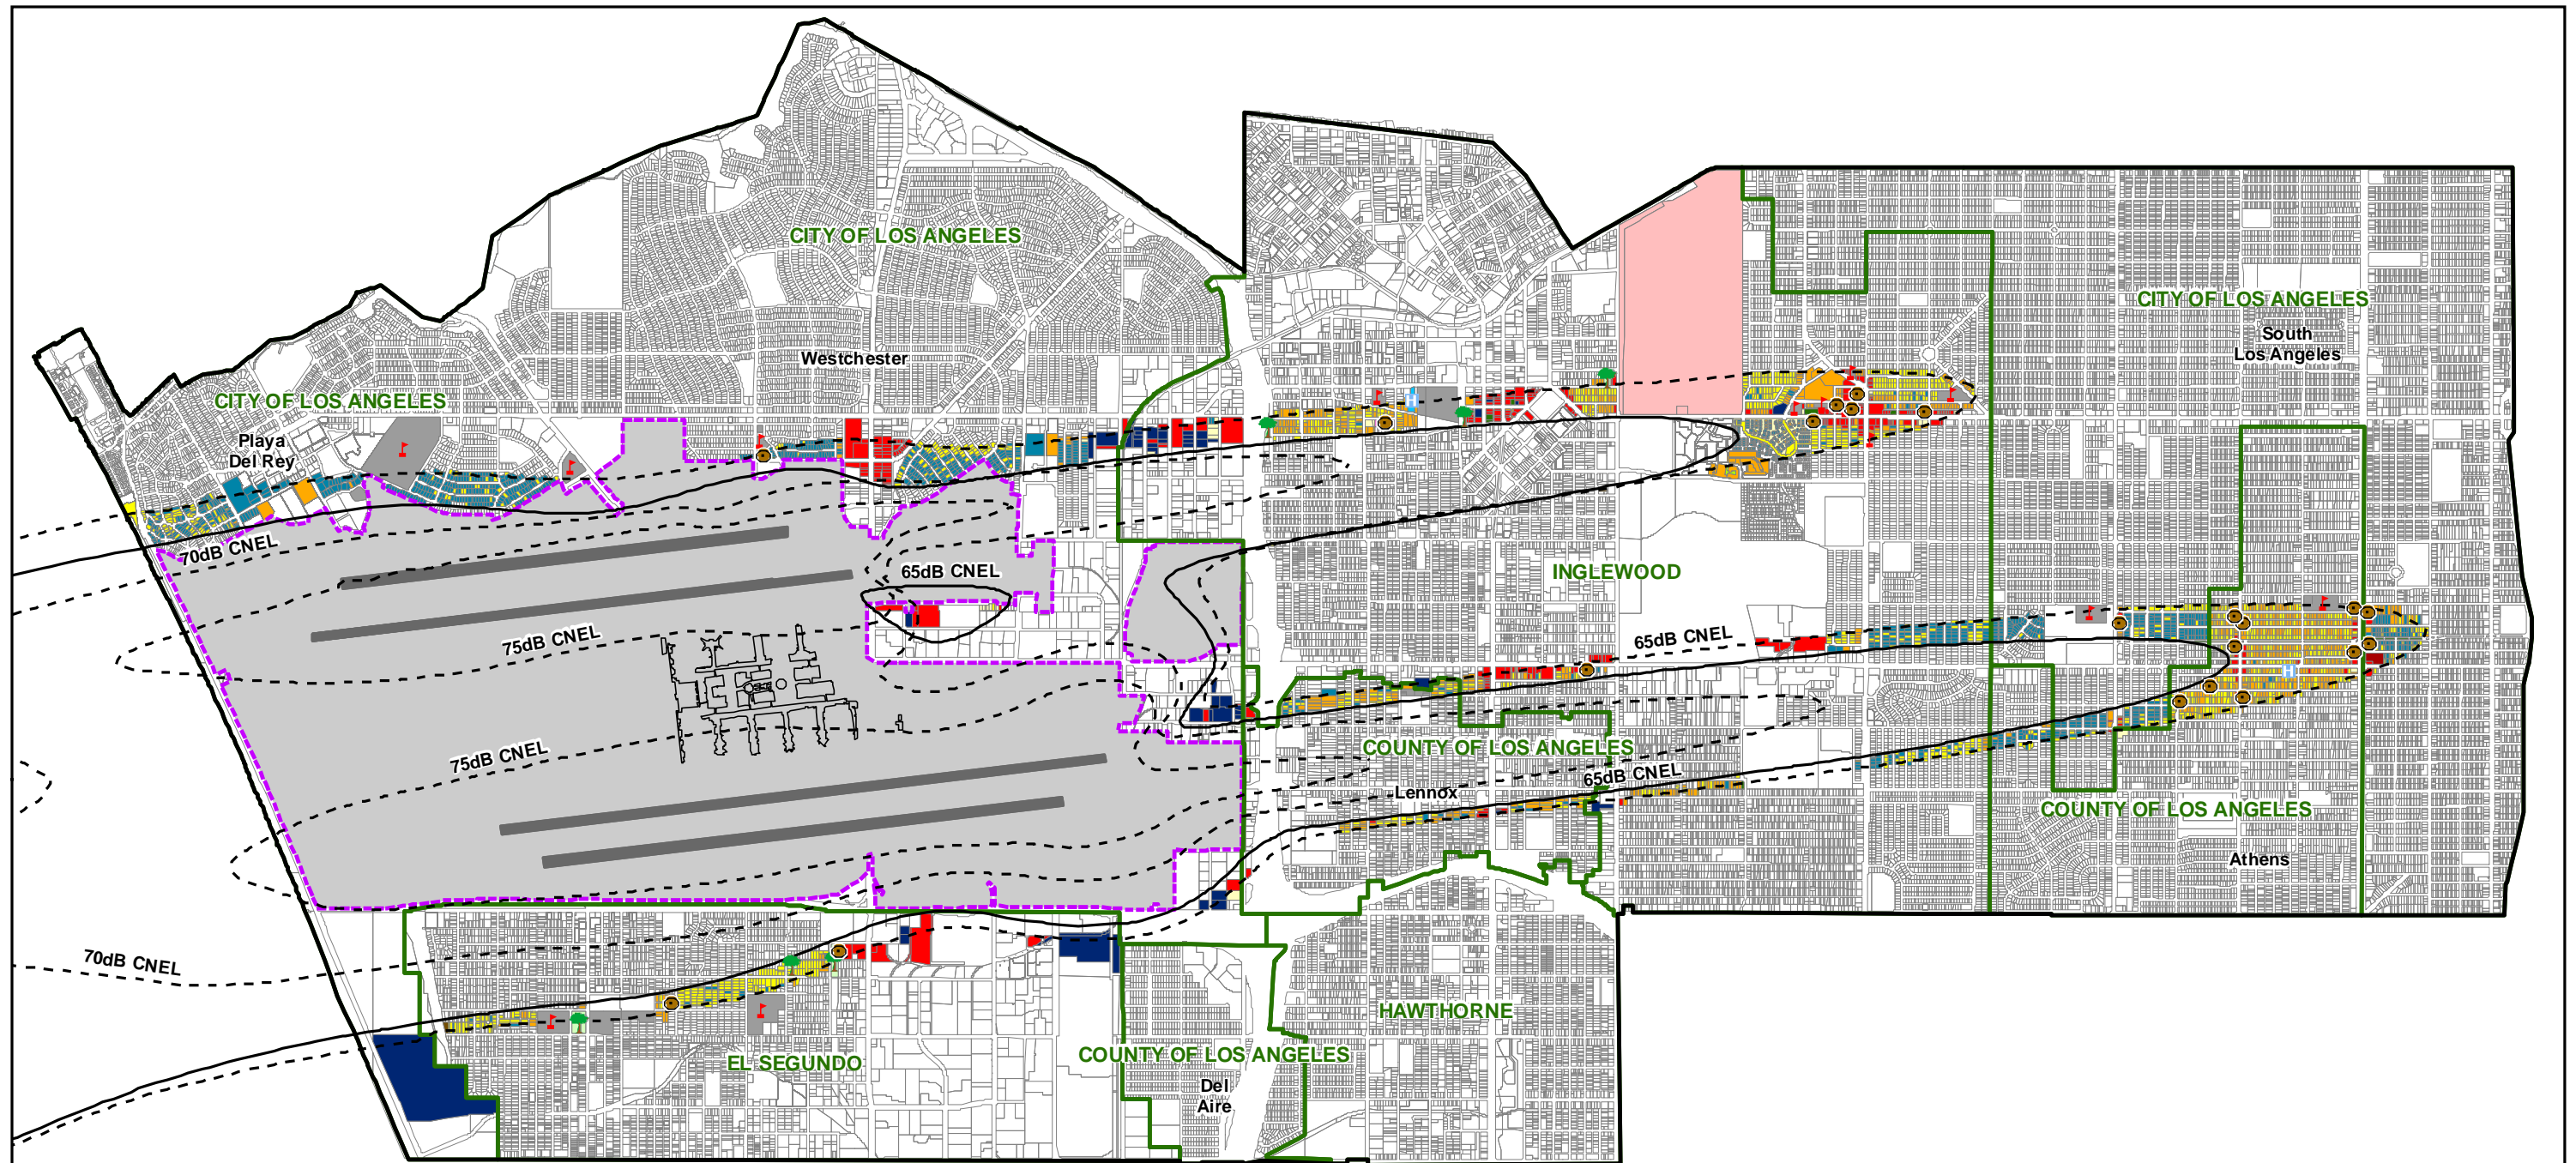 CITY OF LOS ANGELES
CITY OF LOS ANGELES
South
Los Angeles
Westchester
CITY OF LOS ANGELES
Playa
Del Rey
70dB CNEL
65dB CNEL
INGLEWOOD
75dB CNEL
65dB CNEL
H
H
75dB CNEL
COUNTY OF LOS ANGELES
65dB CNEL
Lennox
COUNTY OF LOS ANGELES
Athens
70dB CNEL
HAWTHORNE
COUNTY OF LOS ANGELES
EL SEGUNDO
Del
Aire